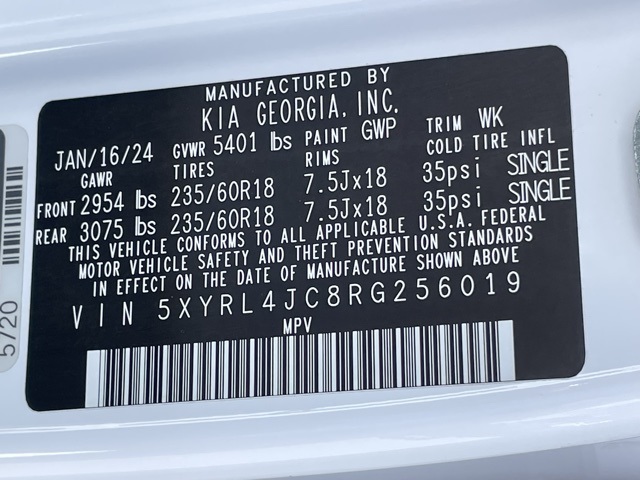 MANUFACTURED BY
KIA GEORGIA, INC.
JAN/16/24 GVWR 5401 lbs PAINT GWP TRIM WK
GAWR TIRES RIMS COLD TIRE INFL
FRONT 2954 lbs 235/60R18 7.5Jx18 35psi SINGLE
REAR 3075 lbs 235/60R18 7.5Jx18 35psi SINGLE
THIS VEHICLE CONFORMS TO ALL APPLICABLE U.S.A. FEDERAL
MOTOR VEHICLE SAFETY AND THEFT PREVENTION STANDARDS
IN EFFECT ON THE DATE OF MANUFACTURE SHOWN ABOVE
VIN 5XYRL4JC8RG256019
MPV
5720